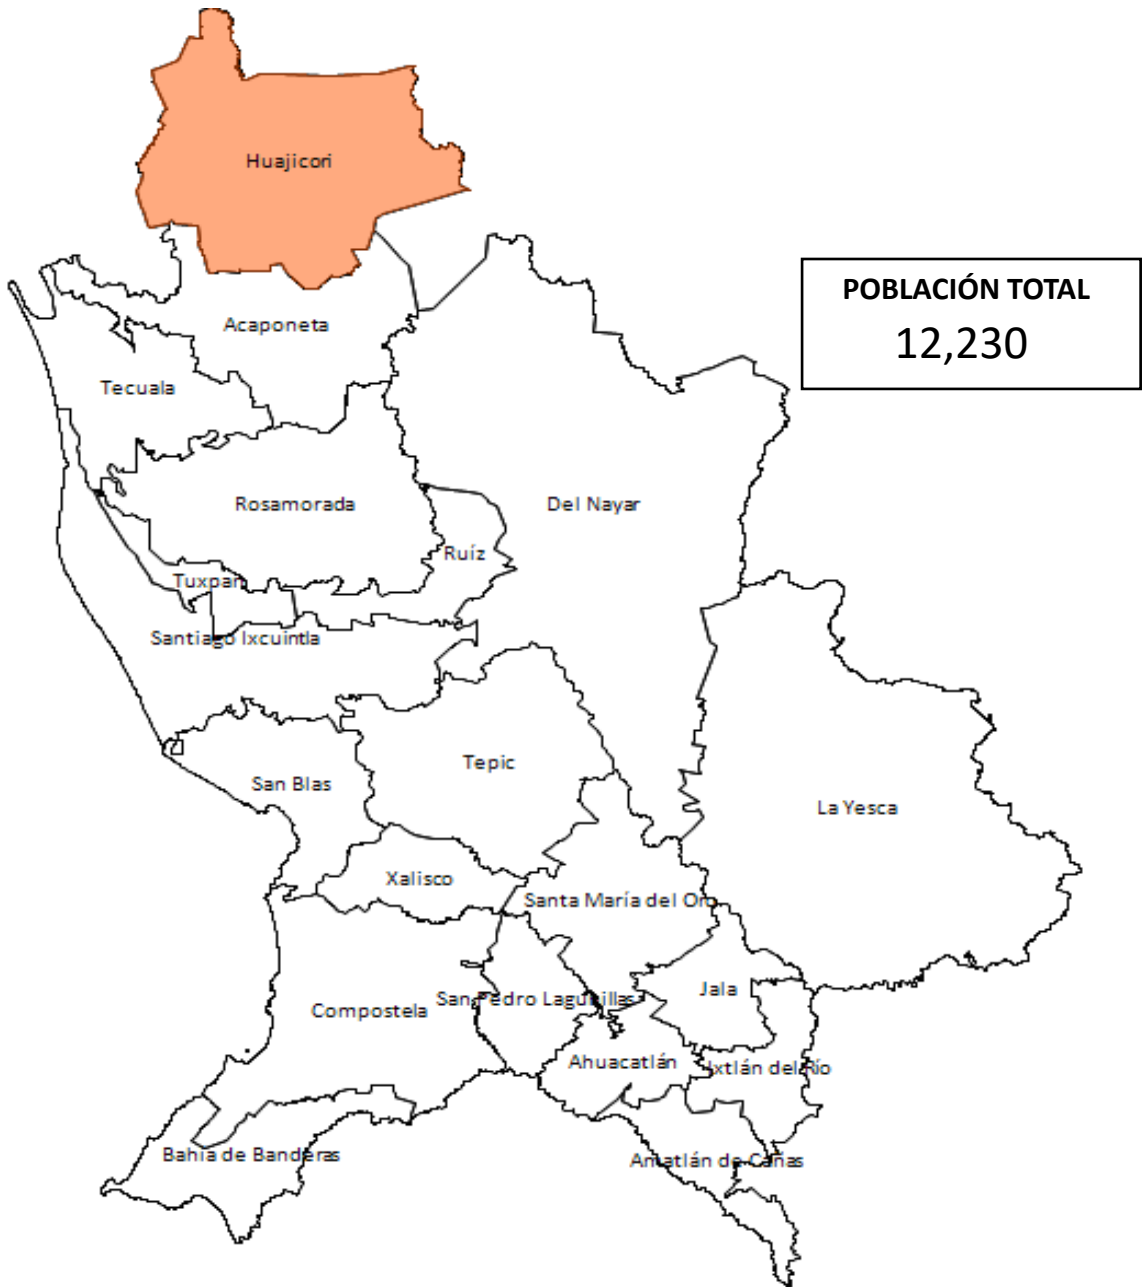 Huajicori
POBLACIÓN TOTAL
12,230
Acaponeta
Tecuala
Rosamorada
Del Nayar
Ruíz
Tuxpan
Santiago Ixcuintla
Tepic
San Blas
La Yesca
Xalisco
Santa María del Oro
Jala
San Pedro Lagunillas
Compostela
Ahuacatlán
Ixtlán del Río
Bahía de Banderas
Amatlán de Cañas